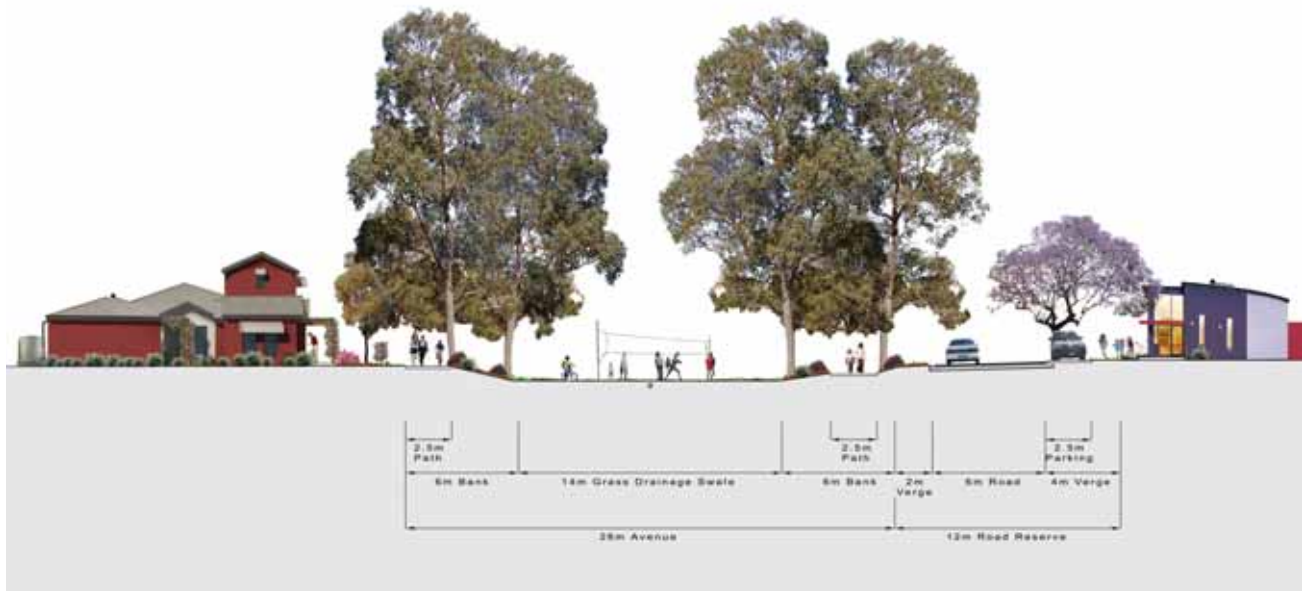 2.5m
Path
2.5m
Path
2.5m
Parking
6m Bank
14m Grass Drainage Swale
6m Bank
2m
Verge
6m Road
4m Verge
26m Avenue
12m Road Reserve